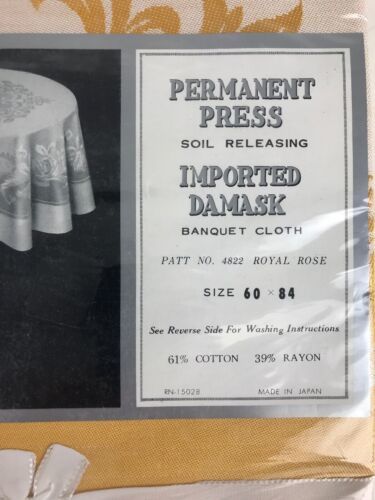 PERMANENT
PRESS
SOIL RELEASING
IMPORTED
DAMASK
BANQUET CLOTH
PATT NO. 4822 ROYAL ROSE
SIZE 60 × 84
See Reverse Side For Washing Instructions
61% COTTON 39% RAYON
RN-15028 MADE IN JAPAN